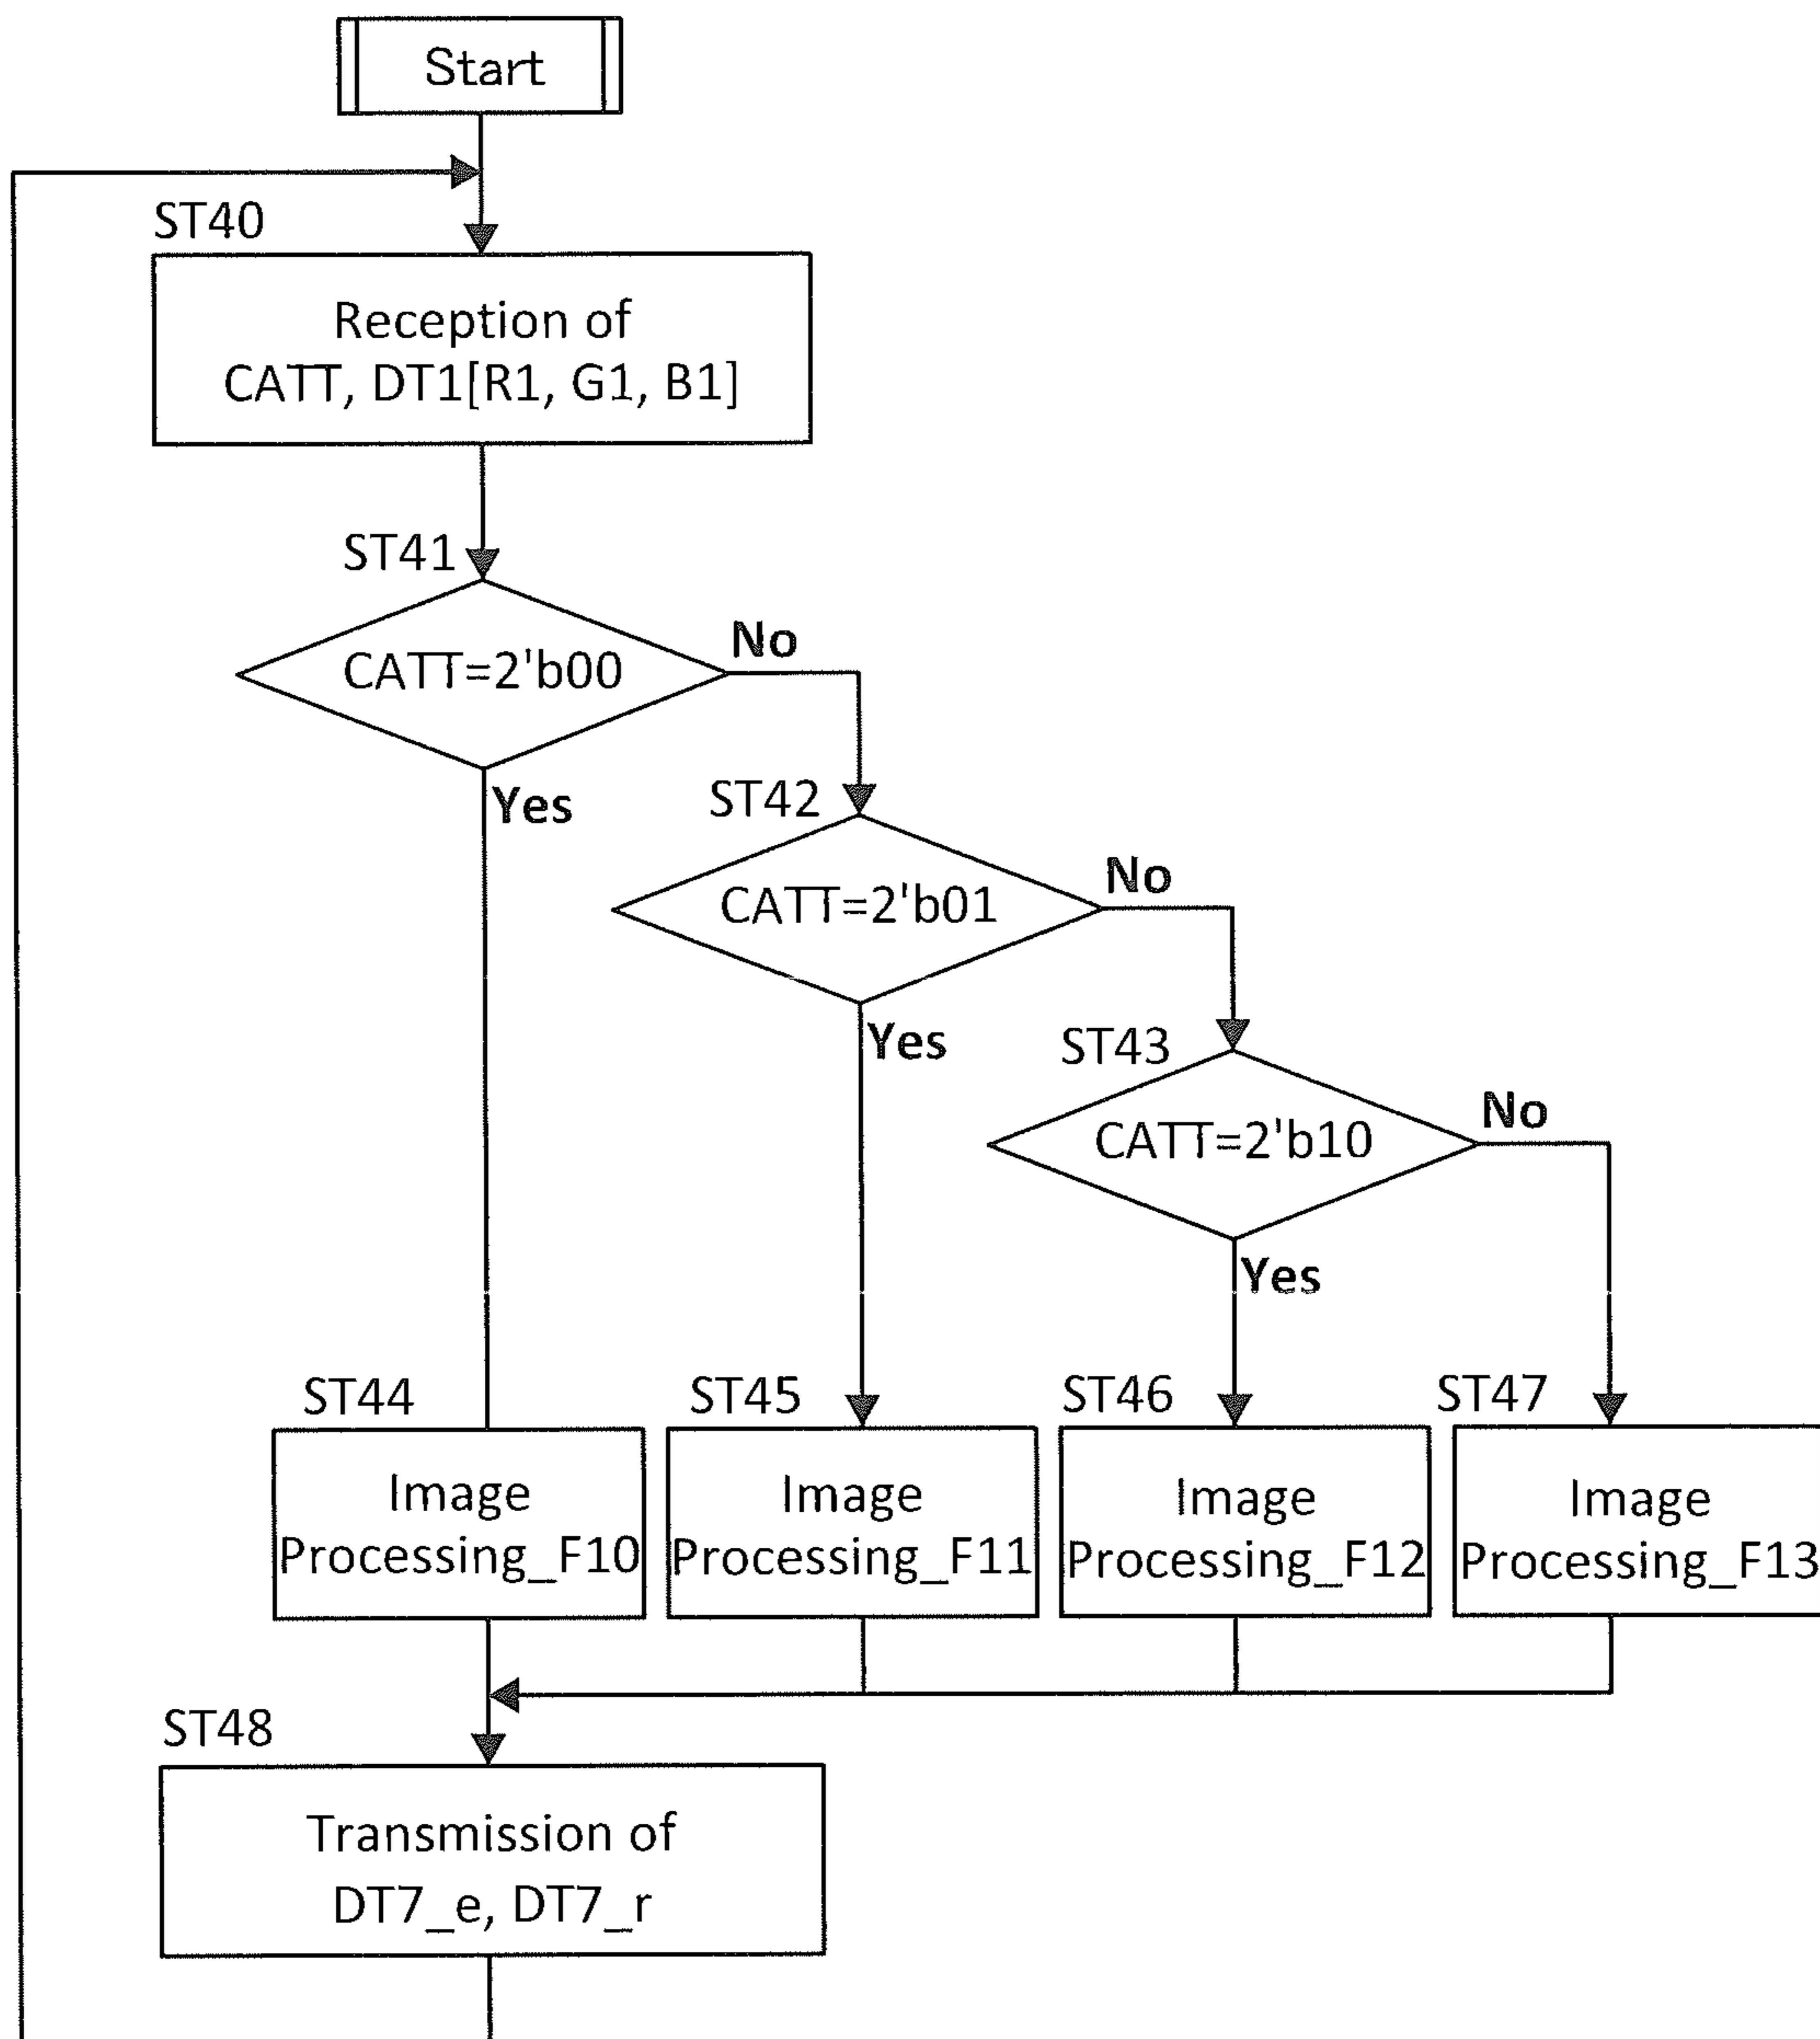 Start
ST40
Reception of
CATT, DT1[R1, G1, B1]
ST41
CATT=2'b00
No
Yes
ST42
CATT=2'b01
No
Yes
ST43
CATT=2'b10
No
Yes
ST44
Image
Processing_F10
ST45
Image
Processing_F11
ST46
Image
Processing_F12
ST47
Image
Processing_F13
ST48
Transmission of
DT7_e, DT7_r